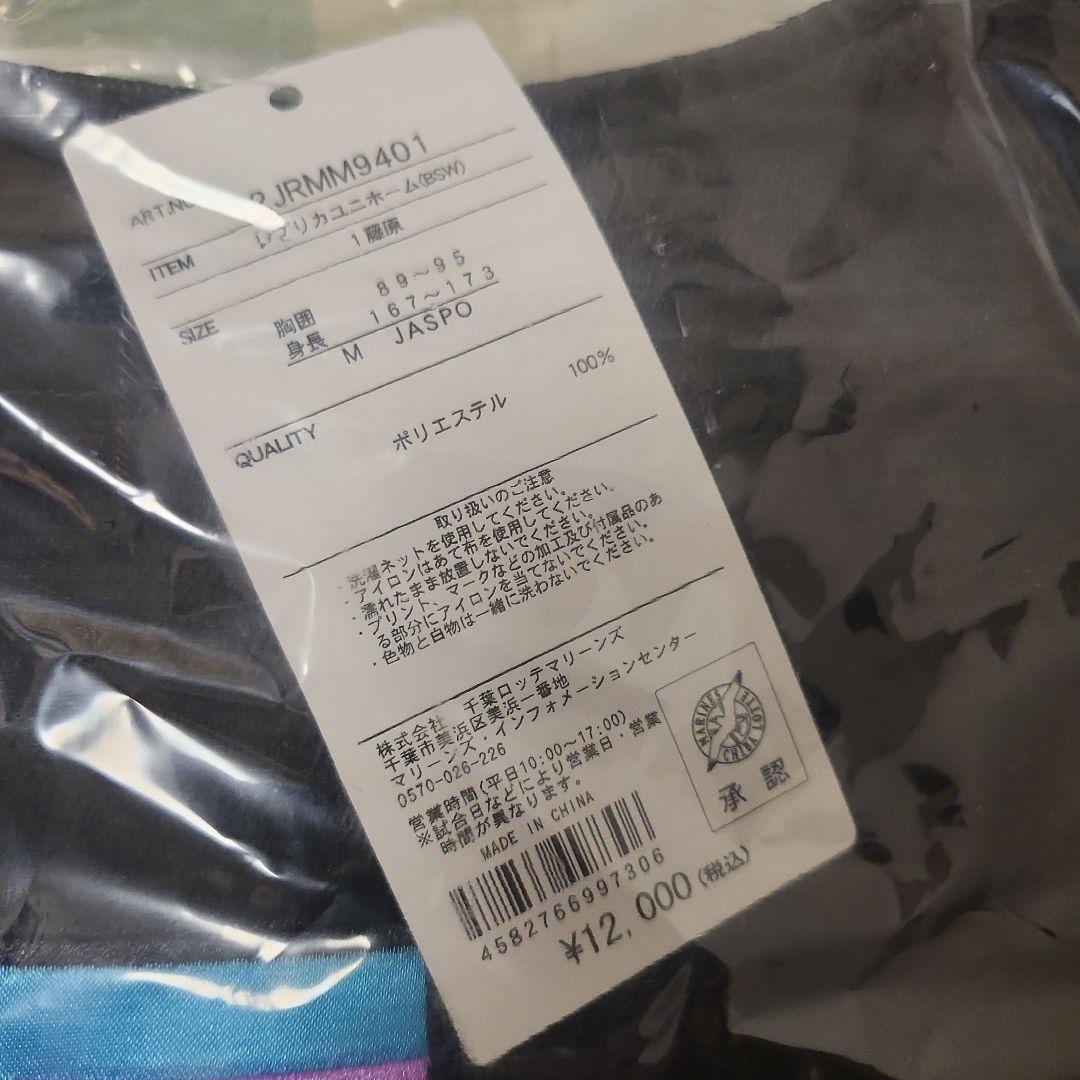 ART.NO JRMM9401
ITEM レプリカユニホーム(BSW)
1 藤原
SIZE 胸囲 89～95
身長 167～173
M JASPO
QUALITY
ポリエステル 100%
取り扱いのご注意
・洗濯ネットを使用してください。
・アイロンはあて布を使用してください。
・濡れたまま放置しないでください。
・プリント、マークなどの加工及び付属品のあ
る部分にアイロンを当てないでください。
・色物と白物は一緒に洗わないでください。
株式会社 千葉ロッテマリーンズ
千葉市美浜区美浜一番地
マリーンズ インフォメーションセンター
0570-026-226
営業時間(平日10:00～17:00)
※試合日などにより営業日・営業
時間が異なります。
MADE IN CHINA
MARINES
CHIBA LOTTE
承認
4582766997306
¥12,000(税込)